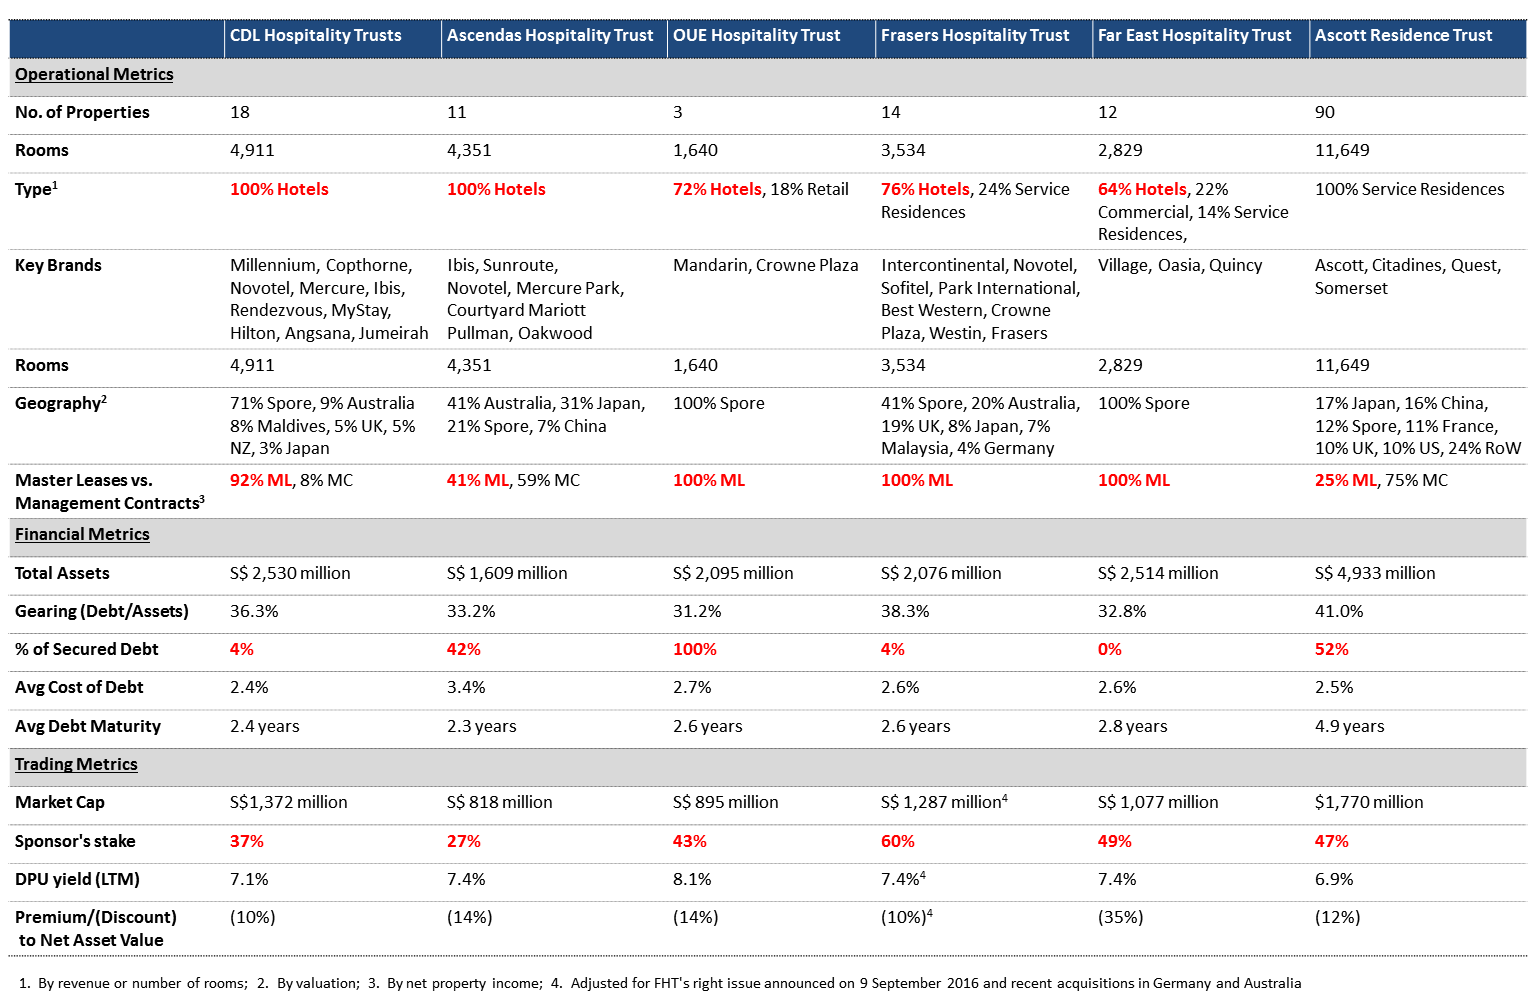 CDL Hospitality Trusts Ascendas Hospitality Trust OUE Hospitality Trust Frasers Hospitality Trust Far East Hospitality Trust Ascott Residence Trust
Operational Metrics
No. of Properties 18 11 3 14 12 90
Rooms 4,911 4,351 1,640 3,534 2,829 11,649
Type1 100% Hotels 100% Hotels 72% Hotels, 18% Retail 76% Hotels, 24% Service 64% Hotels, 22% 100% Service Residences
Residences Commercial, 14% Service
Residences,
Key Brands Millennium, Copthorne, Ibis, Sunroute, Mandarin, Crowne Plaza Intercontinental, Novotel, Village, Oasia, Quincy Ascott, Citadines, Quest,
Novotel, Mercure, Ibis, Novotel, Mercure Park, Sofitel, Park International, Somerset
Rendezvous, MyStay, Courtyard Mariott Best Western, Crowne
Hilton, Angsana, Jumeirah Pullman, Oakwood Plaza, Westin, Frasers
Rooms 4,911 4,351 1,640 3,534 2,829 11,649
Geography2 71% Spore, 9% Australia 41% Australia, 31% Japan, 100% Spore 41% Spore, 20% Australia, 100% Spore 17% Japan, 16% China,
8% Maldives, 5% UK, 5% 21% Spore, 7% China 19% UK, 8% Japan, 7% 12% Spore, 11% France,
NZ, 3% Japan Malaysia, 4% Germany 10% UK, 10% US, 24% RoW
Master Leases vs. 92% ML, 8% MC 41% ML, 59% MC 100% ML 100% ML 100% ML 25% ML, 75% MC
Management Contracts3
Financial Metrics
Total Assets S$ 2,530 million S$ 1,609 million S$ 2,095 million S$ 2,076 million S$ 2,514 million S$ 4,933 million
Gearing (Debt/Assets) 36.3% 33.2% 31.2% 38.3% 32.8% 41.0%
% of Secured Debt 4% 42% 100% 4% 0% 52%
Avg Cost of Debt 2.4% 3.4% 2.7% 2.6% 2.6% 2.5%
Avg Debt Maturity 2.4 years 2.3 years 2.6 years 2.6 years 2.8 years 4.9 years
Trading Metrics
Market Cap S$1,372 million S$ 818 million S$ 895 million S$ 1,287 million4 S$ 1,077 million $1,770 million
Sponsor's stake 37% 27% 43% 60% 49% 47%
DPU yield (LTM) 7.1% 7.4% 8.1% 7.4%4 7.4% 6.9%
Premium/(Discount) (10%) (14%) (14%) (10%)4 (35%) (12%)
to Net Asset Value
1. By revenue or number of rooms; 2. By valuation; 3. By net property income; 4. Adjusted for FHT's right issue announced on 9 September 2016 and recent acquisitions in Germany and Australia